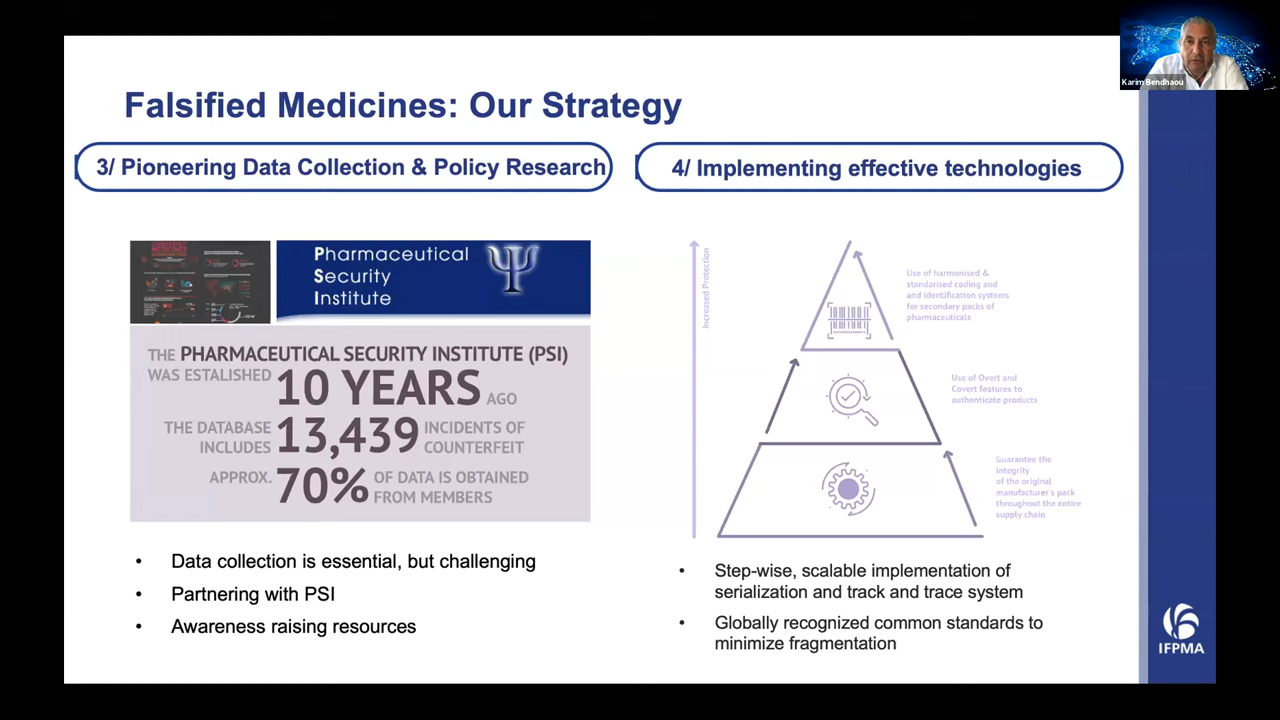 Karim Bendhaou
Falsified Medicines: Our Strategy
3/ Pioneering Data Collection & Policy Research
4/ Implementing effective technologies
COUNTERFEIT
MEDICINES
Pharmaceutical
Security
Institute
THE PHARMACEUTICAL SECURITY INSTITUTE (PSI)
WAS ESTALISHED 10 YEARS AGO
THE DATABASE
INCLUDES 13,439 INCIDENTS OF
COUNTERFEIT
APPROX. 70% OF DATA IS OBTAINED
FROM MEMBERS
• Data collection is essential, but challenging
• Partnering with PSI
• Awareness raising resources
Increased Protection
Use of harmonised &
standarised coding and
and identification systems
for secondary packs of
pharmaceuticals
Use of Overt and
Covert features to
authenticate products
Guarantee the
integrity
of the original
manufacturer's pack
throughout the entire
supply chain
• Step-wise, scalable implementation of
serialization and track and trace system
• Globally recognized common standards to
minimize fragmentation
IFPMA